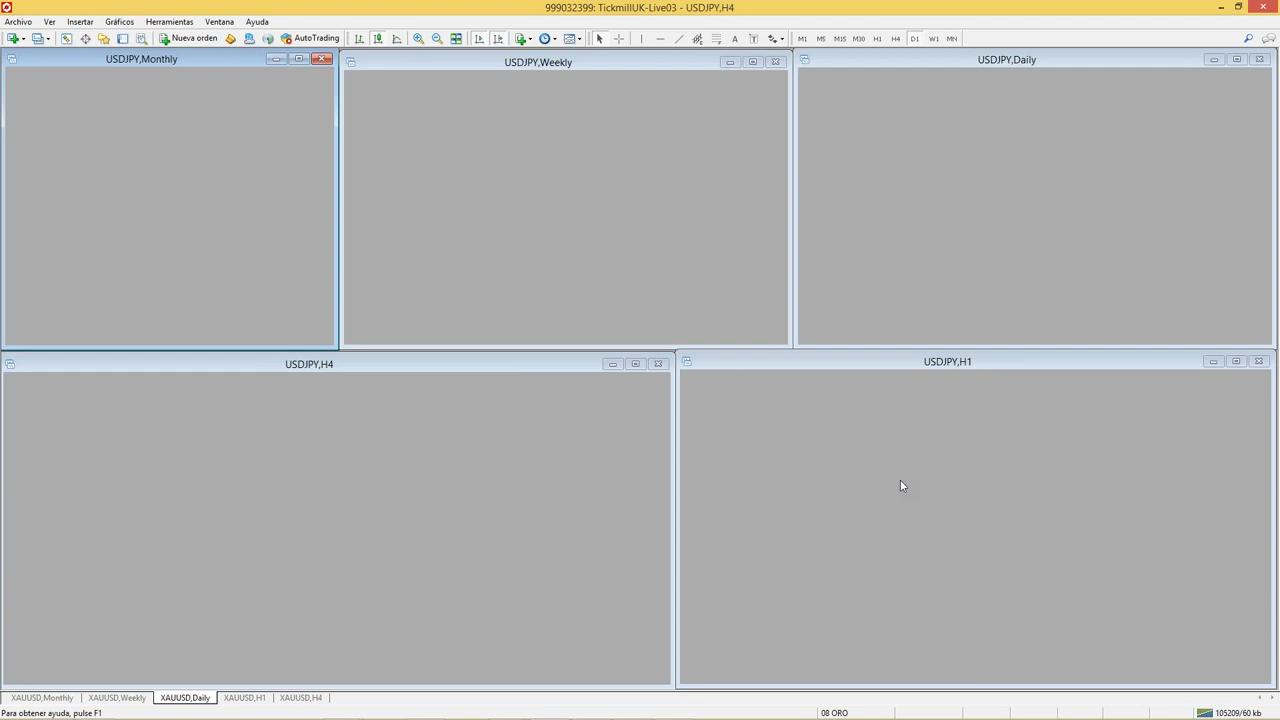 999032399: TickmillUK-Live03 - USDJPY,H4
Archivo Ver Insertar Gráficos Herramientas Ventana Ayuda
Nueva orden AutoTrading M1 M5 M15 M30 H1 H4 D1 W1 MN
USDJPY,Monthly
USDJPY,Weekly
USDJPY,Daily
USDJPY,H4
USDJPY,H1
XAUUSD,Monthly XAUUSD,Weekly XAUUSD,Daily XAUUSD,H1 XAUUSD,H4
Para obtener ayuda, pulse F1 08 ORO 105209/60 kb